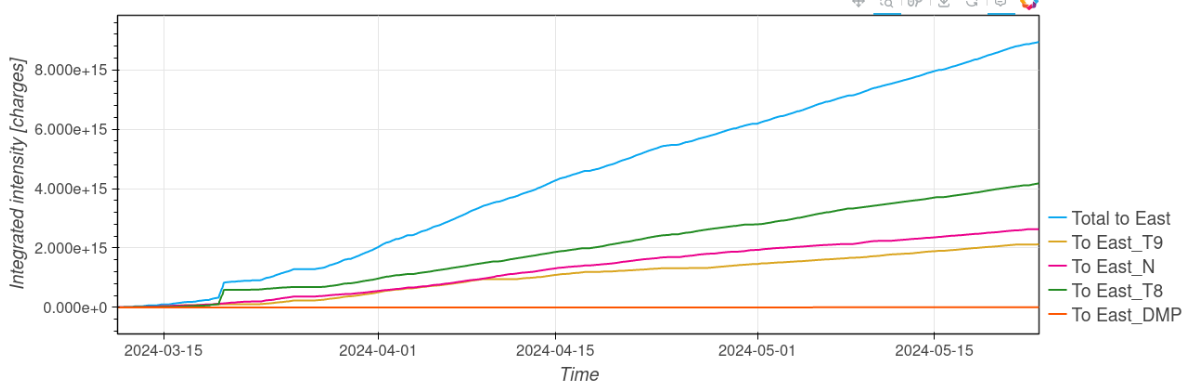 Integrated intensity [charges]
8.000e+15
6.000e+15
4.000e+15
2.000e+15
0.000e+0
2024-03-15
2024-04-01
2024-04-15
2024-05-01
2024-05-15
Time
Total to East
To East_T9
To East_N
To East_T8
To East_DMP